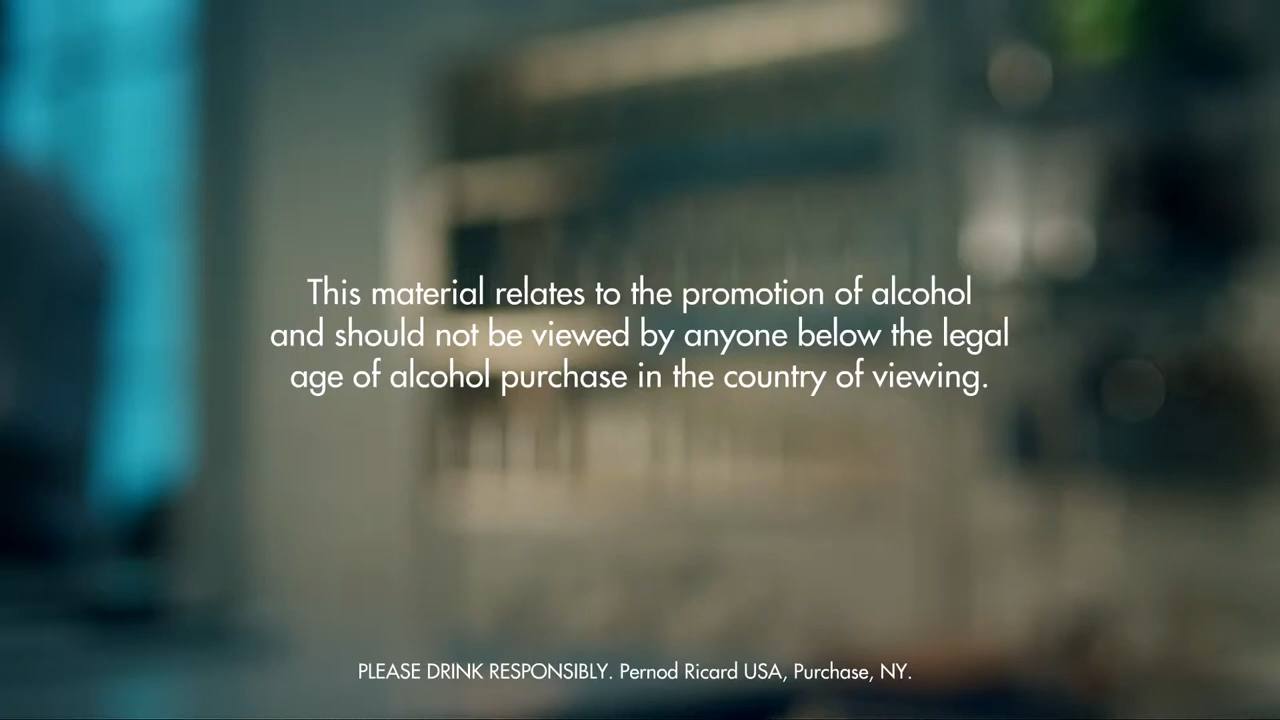 This material relates to the promotion of alcohol
and should not be viewed by anyone below the legal
age of alcohol purchase in the country of viewing.
PLEASE DRINK RESPONSIBLY. Pernod Ricard USA, Purchase, NY.